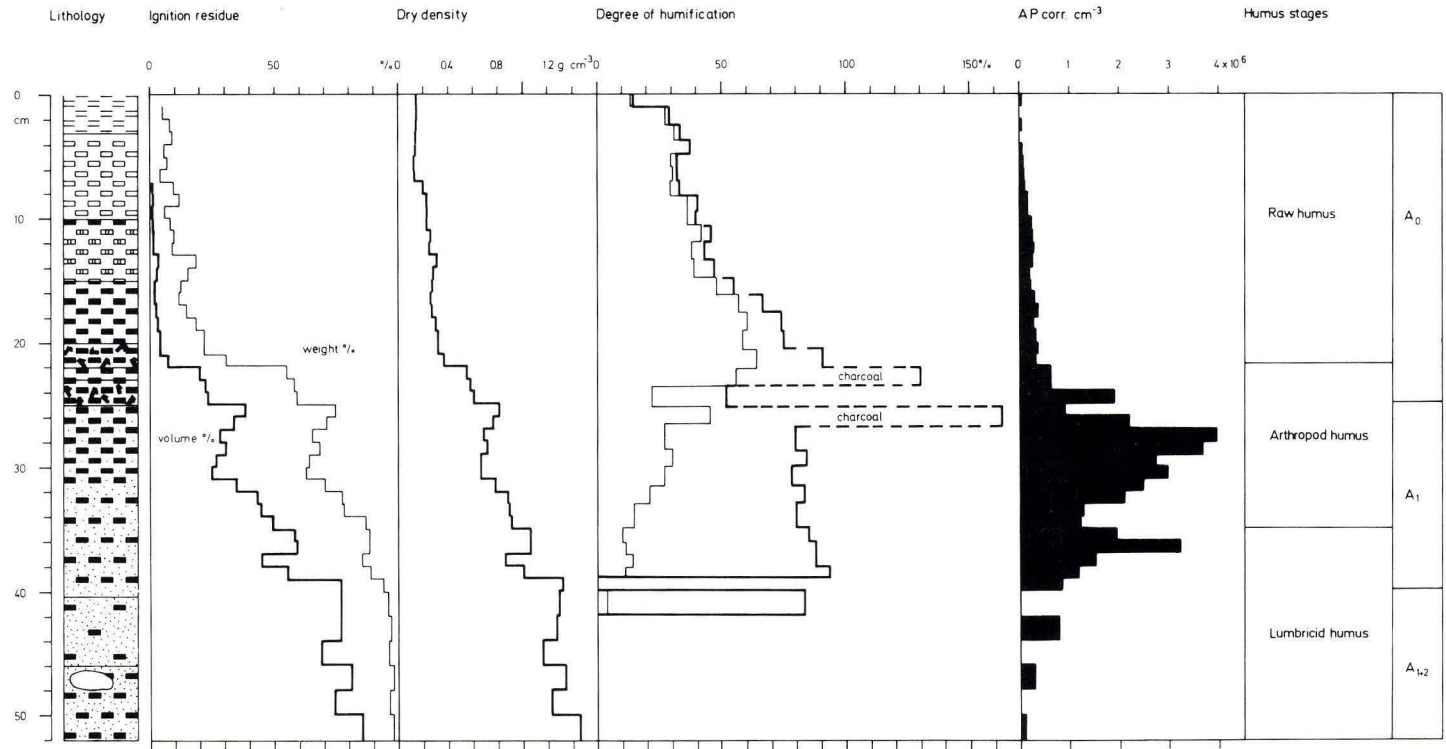 Lithology Ignition residue Dry density Degree of humification AP corr. cm⁻³ Humus stages
0 50 % 0 0.4 0.8 1.2 g cm⁻³ 0 50 100 150% 0 1 2 3 4 x 10⁶
0
cm
10
20
30
40
50
weight %
volume %
charcoal
charcoal
Raw humus
Arthropod humus
Lumbricid humus
A₀
A₁
A₁₊₂